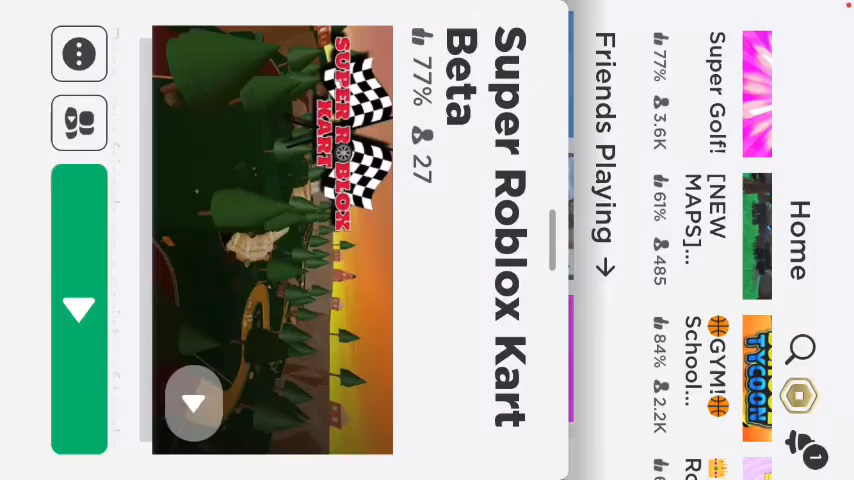 Home
1
Super Golf!
77% 3.6K
[NEW
MAPS]...
61% 485
🏀GYM!🏀
School...
84% 2.2K
TYCOON
Friends Playing →
Super Roblox Kart
Beta
77% 27
SUPER ROBLOX
KART